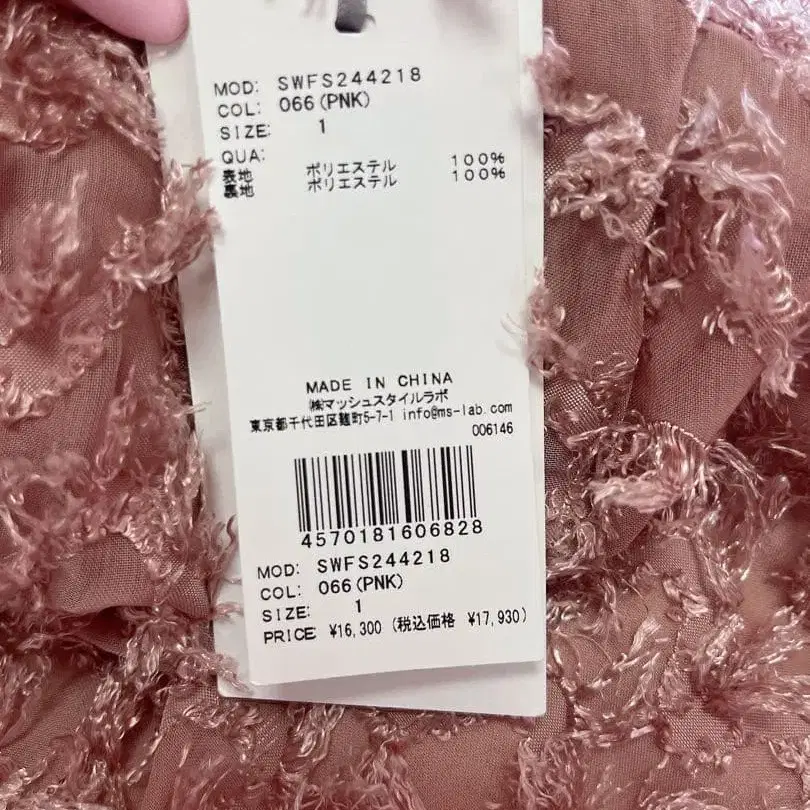 MOD: SWFS244218
COL: 066(PNK)
SIZE: 1
QUA:
表地 ポリエステル 100%
裏地 ポリエステル 100%
MADE IN CHINA
㈱マッシュスタイルラボ
東京都千代田区麹町5-7-1 info@ms-lab.com
006146
4570181606828
MOD: SWFS244218
COL: 066(PNK)
SIZE: 1
PRICE ¥16,300 (税込価格 ¥17,930)